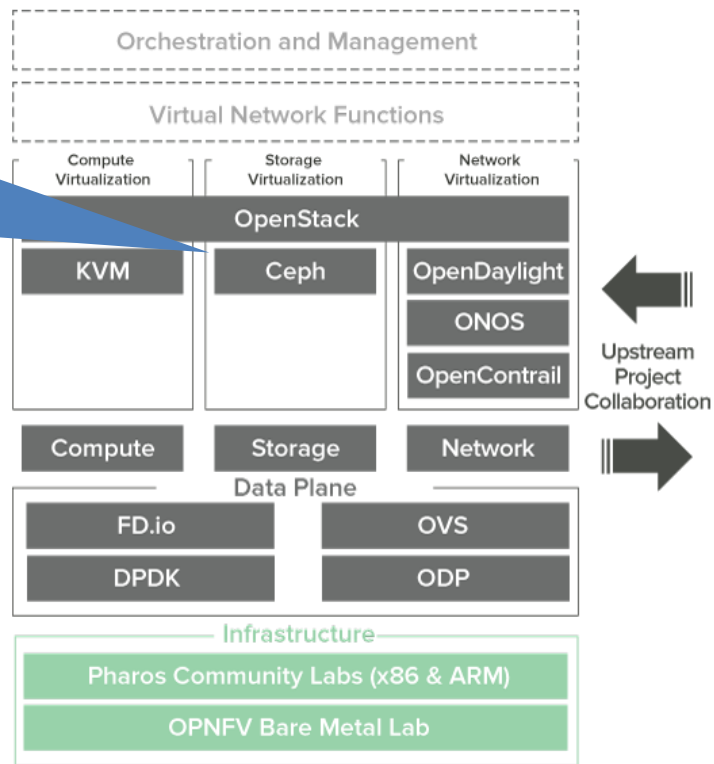 Orchestration and Management
Virtual Network Functions
Compute
Virtualization
Storage
Virtualization
Network
Virtualization
OpenStack
KVM
Ceph
OpenDaylight
ONOS
OpenContrail
Upstream
Project
Collaboration
Compute
Storage
Network
Data Plane
FD.io
OVS
DPDK
ODP
Infrastructure
Pharos Community Labs (x86 & ARM)
OPNFV Bare Metal Lab